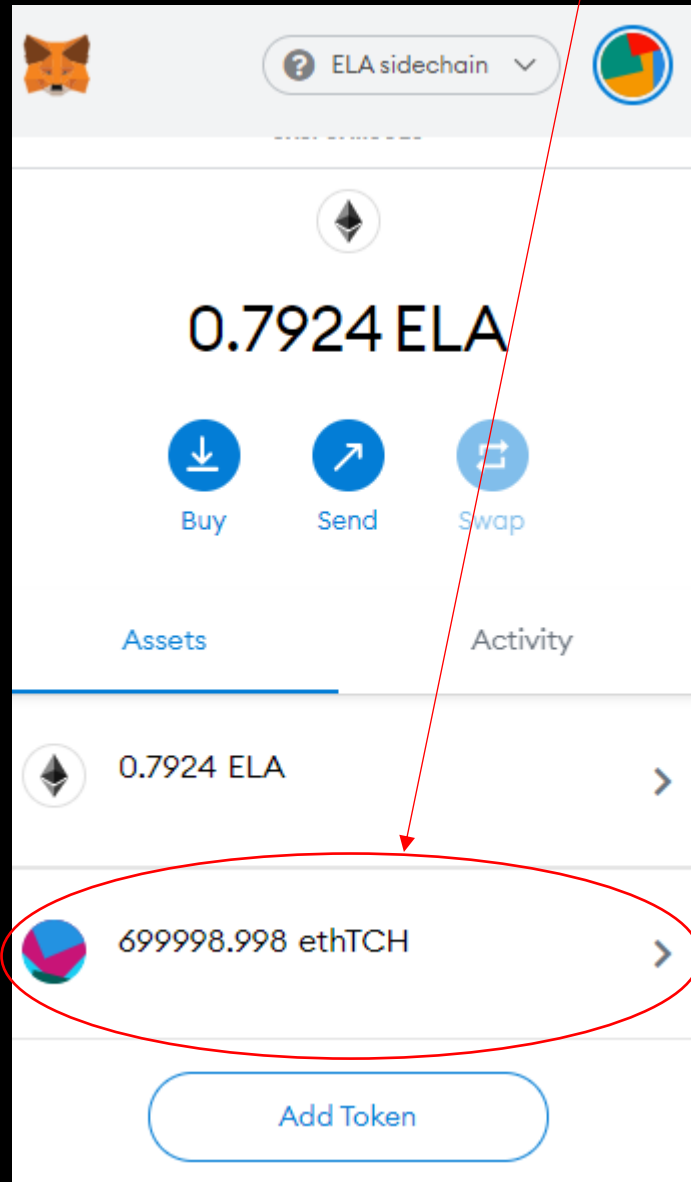 ? ELA sidechain
0.7924 ELA
Buy Send Swap
Assets Activity
0.7924 ELA
699998.998 ethTCH
Add Token